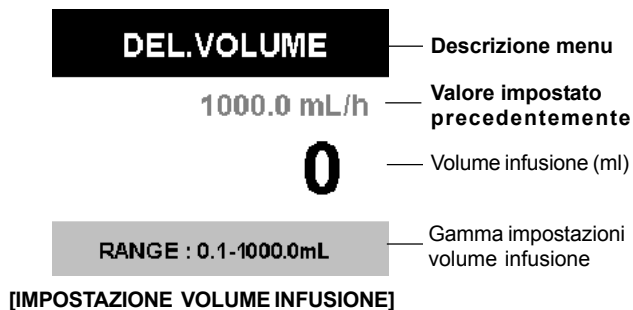 DEL.VOLUME
Descrizione menu
1000.0 mL/h
Valore impostato
precedentemente
0
Volume infusione (ml)
RANGE : 0.1-1000.0mL
Gamma impostazioni
volume infusione
[IMPOSTAZIONE VOLUME INFUSIONE]